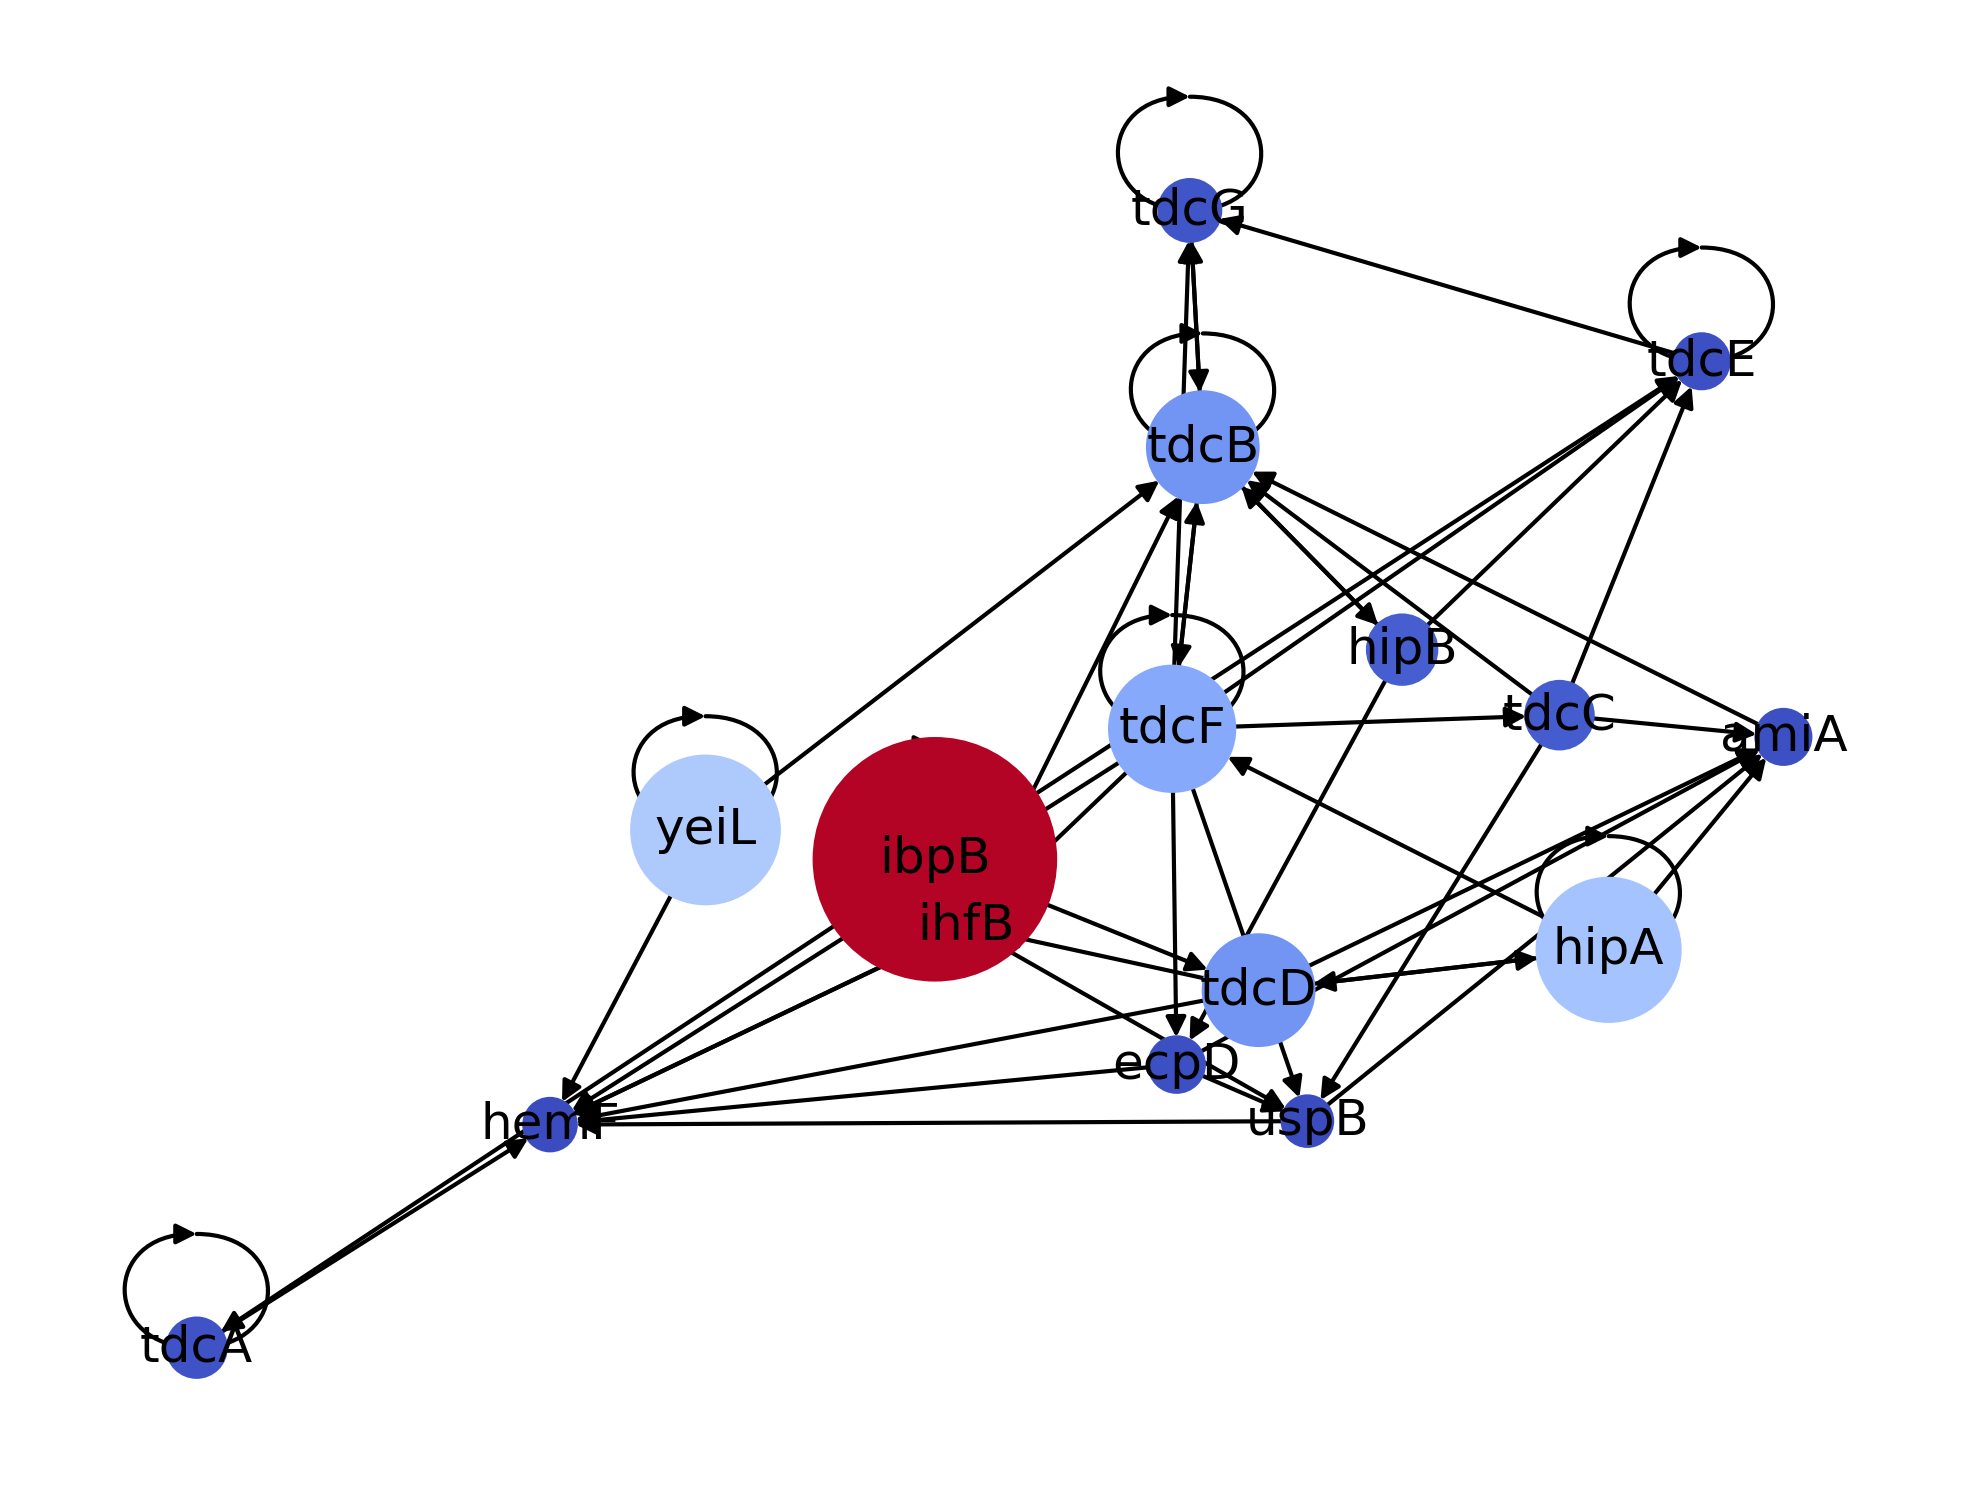 tdcG
tdcE
tdcB
hipB
tdcC
tdcF
amiA
yeiL
ibpB
ihfB
hipA
tdcD
ecpD
hemF
uspB
tdcA